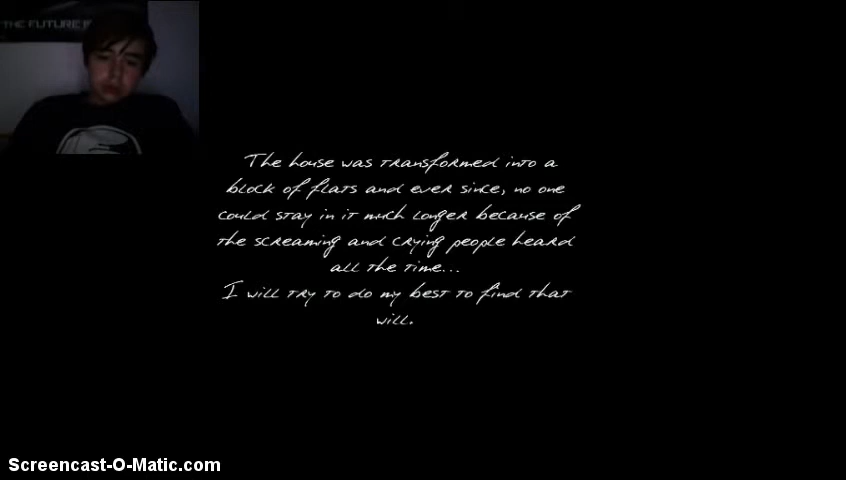 THE FUTURE IS
The house was transformed into a
block of flats and ever since, no one
could stay in it much longer because of
the screaming and crying people heard
all the time...
I will try to do my best to find that
will.
Screencast-O-Matic.com